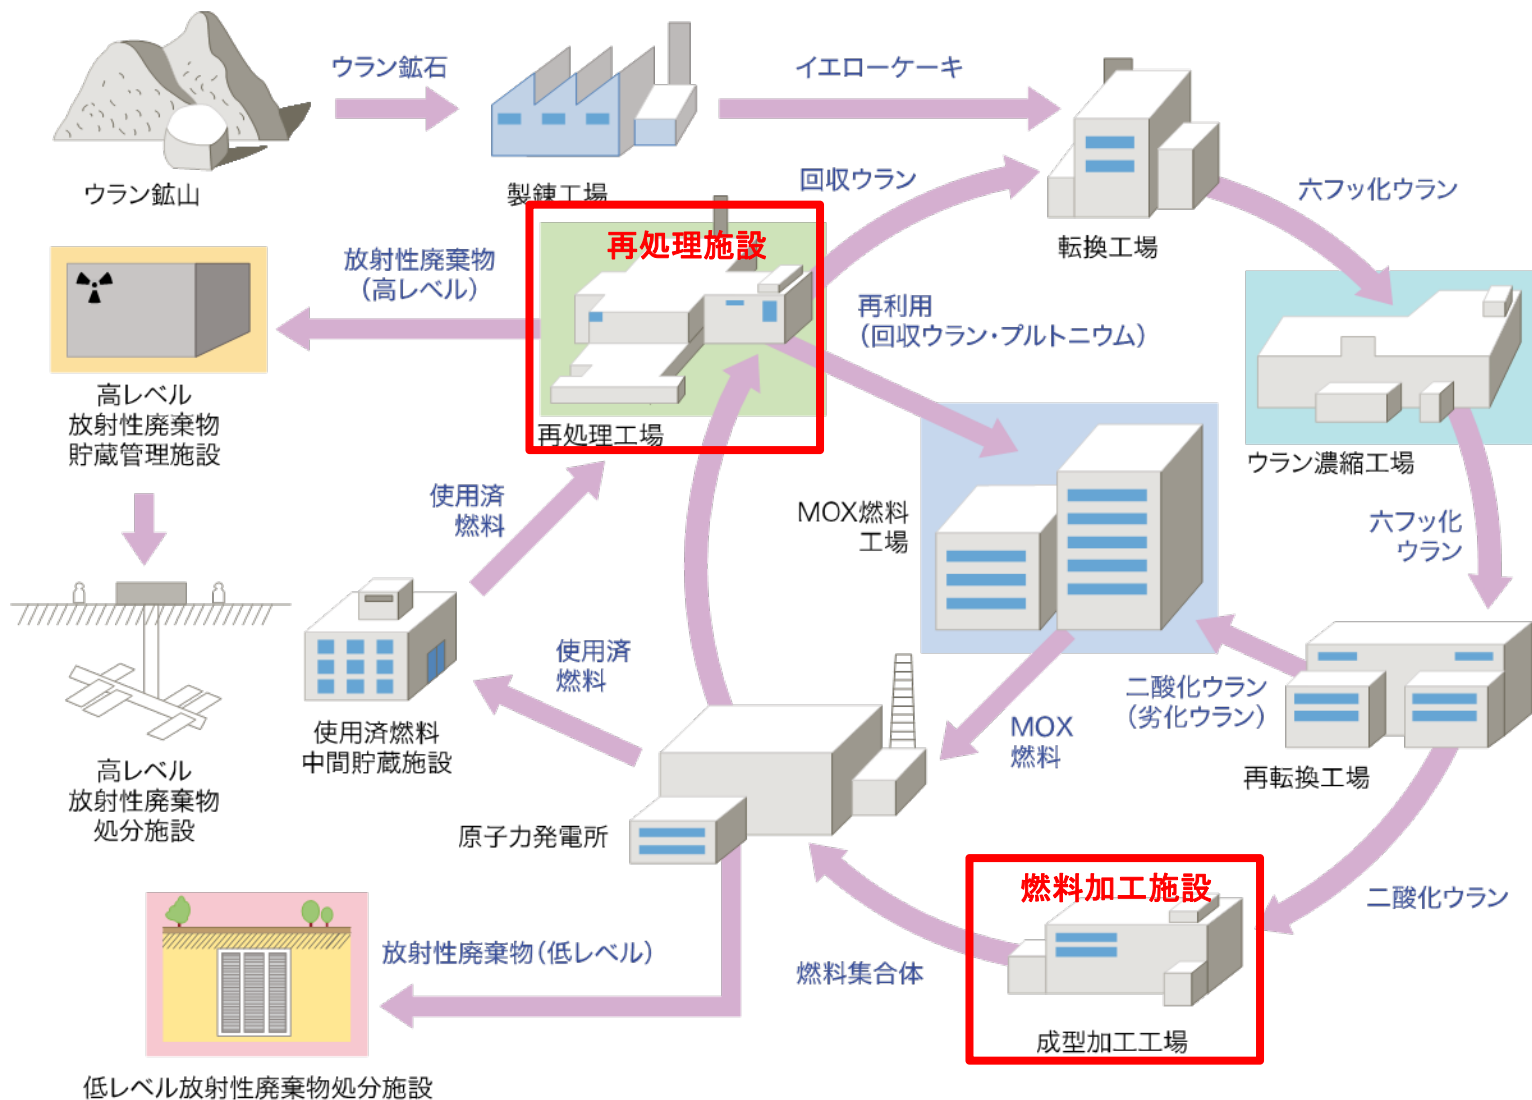 ウラン鉱石
イエローケーキ
ウラン鉱山
製錬工場
回収ウラン
転換工場
六フッ化ウラン
再処理施設
放射性廃棄物
(高レベル)
再利用
(回収ウラン・プルトニウム)
高レベル
放射性廃棄物
貯蔵管理施設
再処理工場
ウラン濃縮工場
使用済
燃料
MOX燃料
工場
六フッ化
ウラン
使用済
燃料
二酸化ウラン
(劣化ウラン)
MOX
燃料
使用済燃料
中間貯蔵施設
再転換工場
高レベル
放射性廃棄物
処分施設
原子力発電所
燃料加工施設
二酸化ウラン
放射性廃棄物(低レベル)
燃料集合体
成型加工工場
低レベル放射性廃棄物処分施設